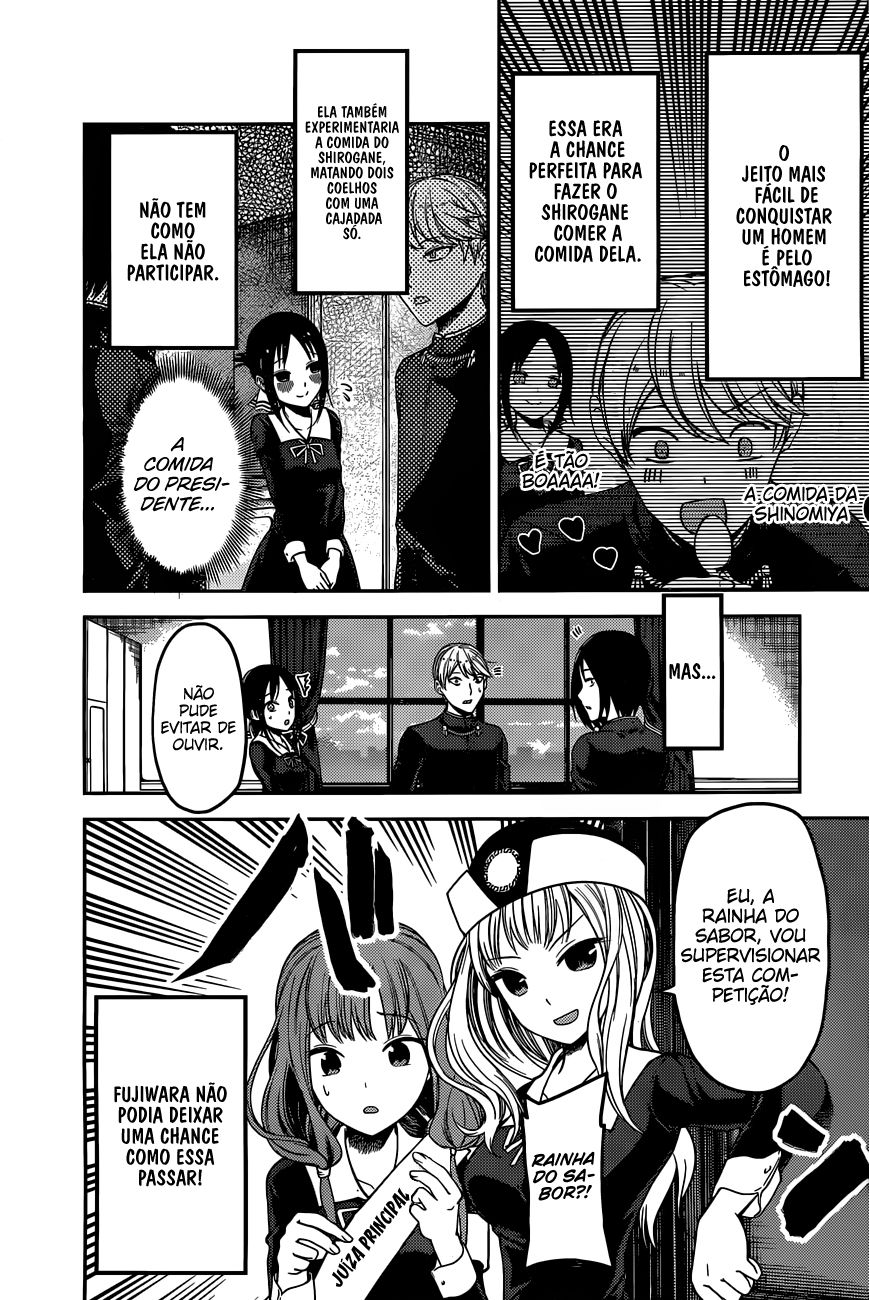 O
JEITO MAIS
FÁCIL DE
CONQUISTAR
UM HOMEM
É PELO
ESTÔMAGO!
ESSA ERA
A CHANCE
PERFEITA PARA
FAZER O
SHIROGANE
COMER A
COMIDA DELA.
A COMIDA DA
SHINOMIYA
É TÃO
BOAAAA!
ELA TAMBÉM
EXPERIMENTARIA
A COMIDA DO
SHIROGANE,
MATANDO DOIS
COELHOS
COM UMA
CAJADADA
SÓ.
NÃO TEM
COMO
ELA NÃO
PARTICIPAR.
A
COMIDA
DO PRESI-
DENTE...
MAS...
NÃO
PUDE
EVITAR DE
OUVIR.
EU, A
RAINHA DO
SABOR, VOU
SUPERVISIONAR
ESTA COM-
PETIÇÃO!
RAINHA
DO SA-
BOR?!
JUÍZA PRINCIPAL
FUJIWARA NÃO
PODIA DEIXAR
UMA CHANCE
COMO ESSA
PASSAR!